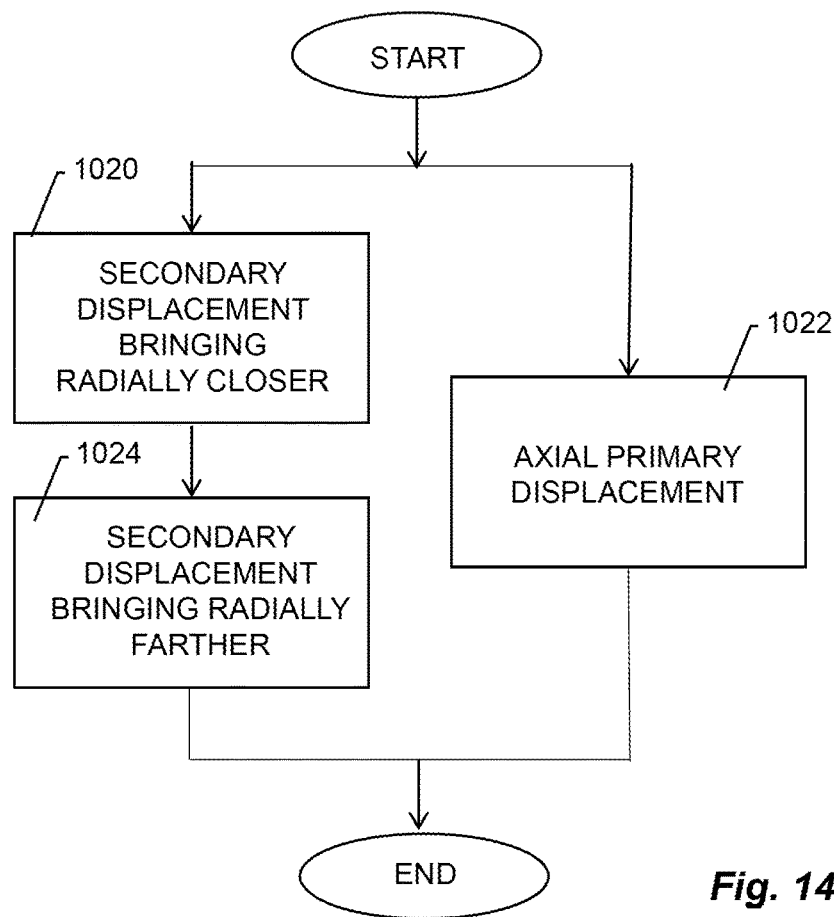 START
1020
SECONDARY
DISPLACEMENT
BRINGING
RADIALLY CLOSER
1022
1024
AXIAL PRIMARY
DISPLACEMENT
SECONDARY
DISPLACEMENT
BRINGING RADIALLY
FARTHER
END
Fig. 14